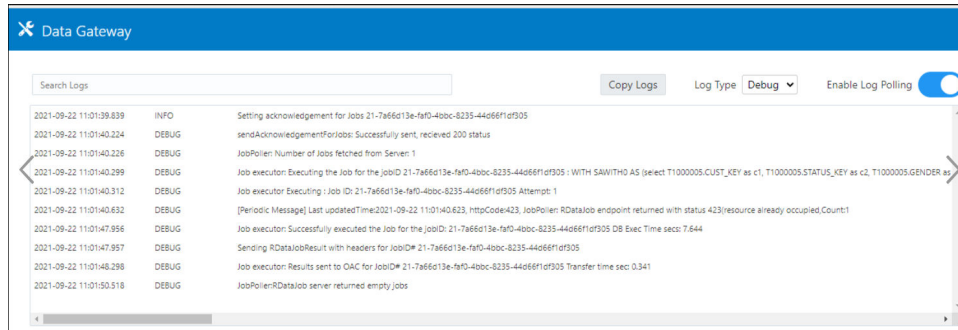 Data Gateway
Search Logs
Copy Logs
Log Type Debug
Enable Log Polling
2021-09-22 11:01:39.839 INFO Setting acknowledgement for Jobs 21-7a66d13e-faf0-4bbc-8235-44d66f1df305
2021-09-22 11:01:40.224 DEBUG sendAcknowledgementForJobs: Successfully sent, recieved 200 status
2021-09-22 11:01:40.226 DEBUG JobPoller: Number of Jobs fetched from Server: 1
2021-09-22 11:01:40.299 DEBUG Job executor: Executing the Job for the jobID 21-7a66d13e-faf0-4bbc-8235-44d66f1df305 : WITH SAWITH0 AS (select T1000005.CUST_KEY as c1, T1000005.STATUS_KEY as c2, T1000005.GENDER as
2021-09-22 11:01:40.312 DEBUG Job executor Executing : Job ID: 21-7a66d13e-faf0-4bbc-8235-44d66f1df305 Attempt: 1
2021-09-22 11:01:40.632 DEBUG [Periodic Message] Last updatedTime:2021-09-22 11:01:40.623, httpCode:423, JobPoller: RDataJob endpoint returned with status 423(resource already occupied,Count:1
2021-09-22 11:01:47.956 DEBUG Job executor: Successfully executed the Job for the jobID: 21-7a66d13e-faf0-4bbc-8235-44d66f1df305 DB Exec Time secs: 7.644
2021-09-22 11:01:47.957 DEBUG Sending RDataJobResult with headers for JobID# 21-7a66d13e-faf0-4bbc-8235-44d66f1df305
2021-09-22 11:01:48.298 DEBUG Job executor: Results sent to OAC for JobID# 21-7a66d13e-faf0-4bbc-8235-44d66f1df305 Transfer time sec: 0.341
2021-09-22 11:01:50.518 DEBUG JobPoller:RDataJob server returned empty jobs